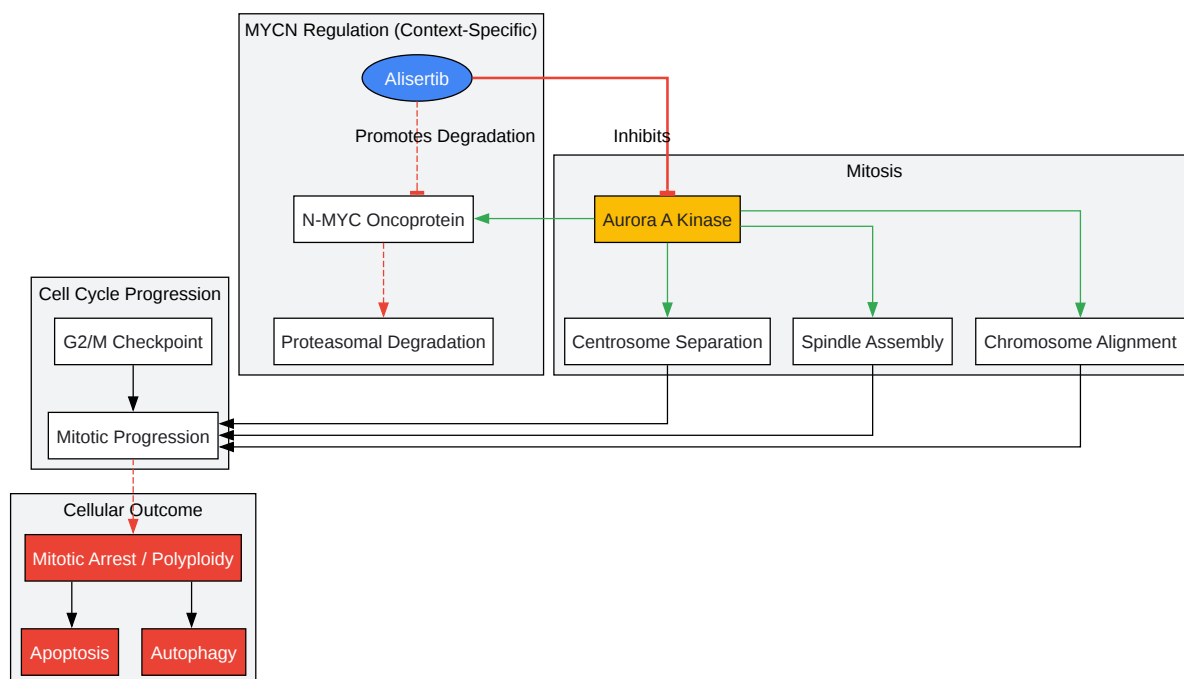 MYCN Regulation (Context-Specific)
Alisertib
Promotes Degradation
Inhibits
Mitosis
N-MYC Oncoprotein
Aurora A Kinase
Cell Cycle Progression
G2/M Checkpoint
Proteasomal Degradation
Centrosome Separation
Spindle Assembly
Chromosome Alignment
Mitotic Progression
Cellular Outcome
Mitotic Arrest / Polyploidy
Apoptosis
Autophagy